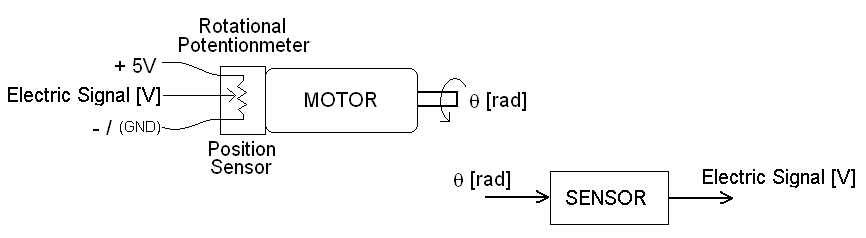 Rotational
Potentionmeter
+ 5V
Electric Signal [V]
- / (GND)
MOTOR
θ [rad]
Position
Sensor
θ [rad]
SENSOR
Electric Signal [V]